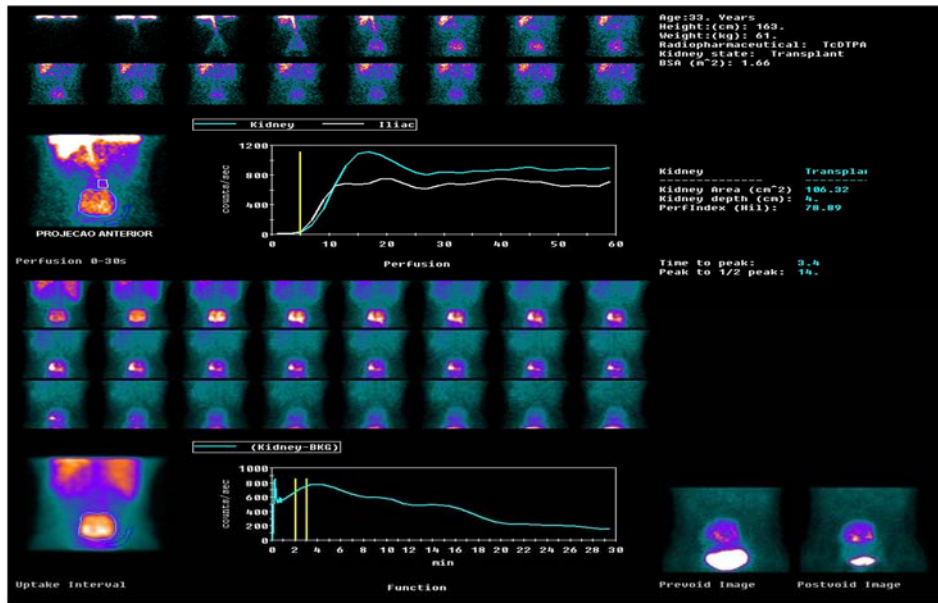 Age:33. Years
Height:(cm): 163.
Weight:(kg): 61.
Radiopharmaceutical: TcDTPA
Kidney state: Transplant
BSA (m^2): 1.66
Kidney Iliac
1200
800
400
0
counts/sec
0 10 20 30 40 50 60
Perfusion
PROJECAO ANTERIOR
Perfusion 0-30s
Kidney Transplan
Kidney Area (cm^2) 106.32
Kidney depth (cm): 4.
PerfIndex (Hil): 78.89
Time to peak: 3.4
Peak to 1/2 peak: 14.
(Kidney-BKG)
1000
800
600
400
200
0
counts/sec
0 2 4 6 8 10 12 14 16 18 20 22 24 26 28 30
min
Function
Uptake Interval
Prevoid Image Postvoid Image